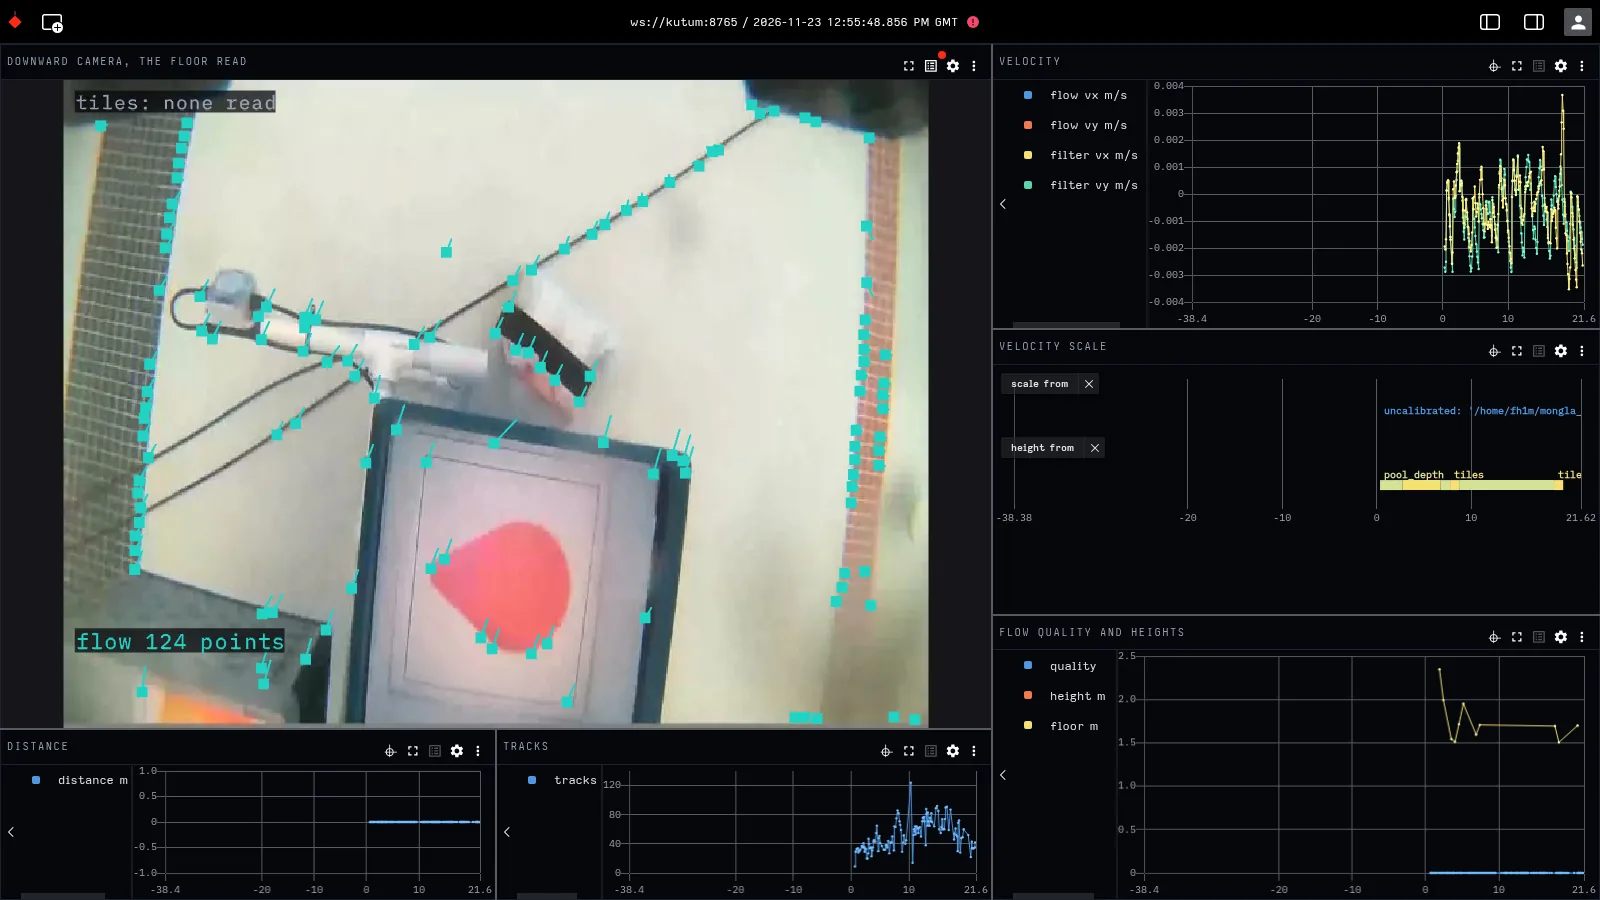 ws://kutum:8765 / 2026-11-23 12:55:48.856 PM GMT
DOWNWARD CAMERA, THE FLOOR READ
tiles: none read
flow 124 points
VELOCITY
flow vx m/s
flow vy m/s
filter vx m/s
filter vy m/s
0.004
0.003
0.002
0.001
0
-0.001
-0.002
-0.003
-0.004
-38.4
-20
-10
0
10
21.6
VELOCITY SCALE
scale from
uncalibrated: '/home/fh1m/mongla_
height from
pool_depth
tiles
tile
-38.38
-20
-10
0
10
21.62
FLOW QUALITY AND HEIGHTS
quality
height m
floor m
2.5
2.0
1.5
1.0
0.5
0
-38.4
-20
-10
0
10
21.6
DISTANCE
distance m
1.0
0.5
0
-0.5
-1.0
-38.4
-20
-10
0
10
21.6
TRACKS
tracks
120
80
40
0
-38.4
-20
-10
0
10
21.6